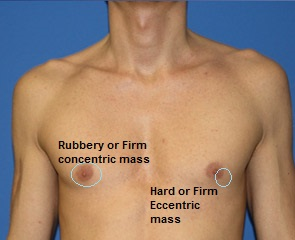 Rubbery or Firm
concentric mass
Hard or Firm
Eccentric
mass